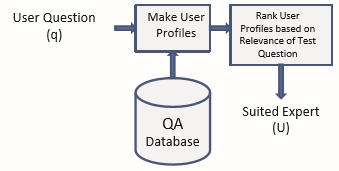 User Question
(q)
Make User
Profiles
Rank User
Profiles based on
Relevance of Test
Question
QA
Database
Suited Expert
(U)